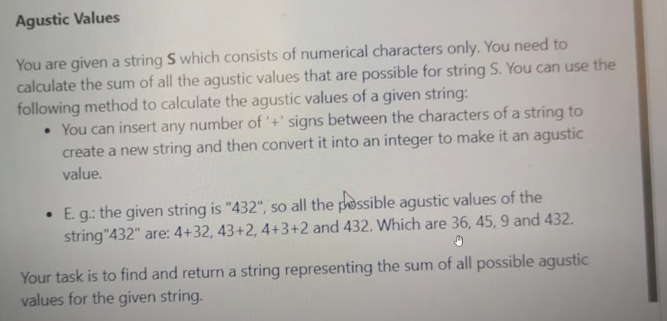 Agustic Values
You are given a string S which consists of numerical characters only. You need to
calculate the sum of all the agustic values that are possible for string S. You can use the
following method to calculate the agustic values of a given string:
• You can insert any number of '+' signs between the characters of a string to
create a new string and then convert it into an integer to make it an agustic
value.
• E. g.: the given string is "432", so all the possible agustic values of the
string"432" are: 4+32, 43+2, 4+3+2 and 432. Which are 36, 45, 9 and 432.
Your task is to find and return a string representing the sum of all possible agustic
values for the given string.